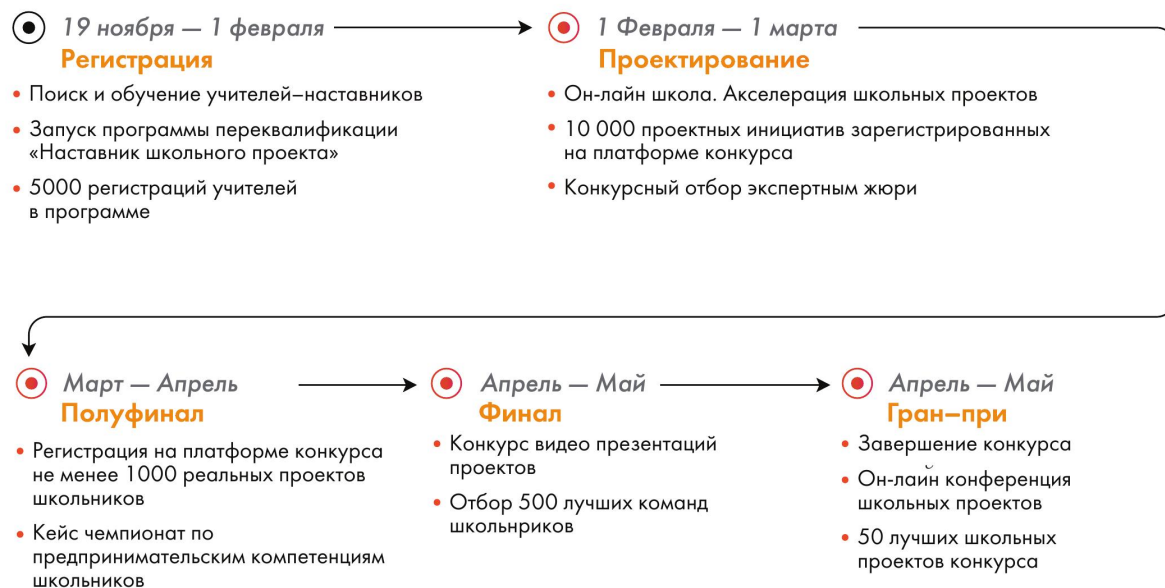 19 ноября — 1 февраля
Регистрация
• Поиск и обучение учителей–наставников
• Запуск программы переквалификации
«Наставник школьного проекта»
• 5000 регистраций учителей
в программе
1 Февраля — 1 марта
Проектирование
• Он-лайн школа. Акселерация школьных проектов
• 10 000 проектных инициатив зарегистрированных
на платформе конкурса
• Конкурсный отбор экспертным жюри
Март — Апрель
Полуфинал
• Регистрация на платформе конкурса
не менее 1000 реальных проектов
школьников
• Кейс чемпионат по
предпринимательским компетенциям
школьников
Апрель — Май
Финал
• Конкурс видео презентаций
проектов
• Отбор 500 лучших команд
школьнриков
Апрель — Май
Гран–при
• Завершение конкурса
• Он-лайн конференция
школьных проектов
• 50 лучших школьных
проектов конкурса